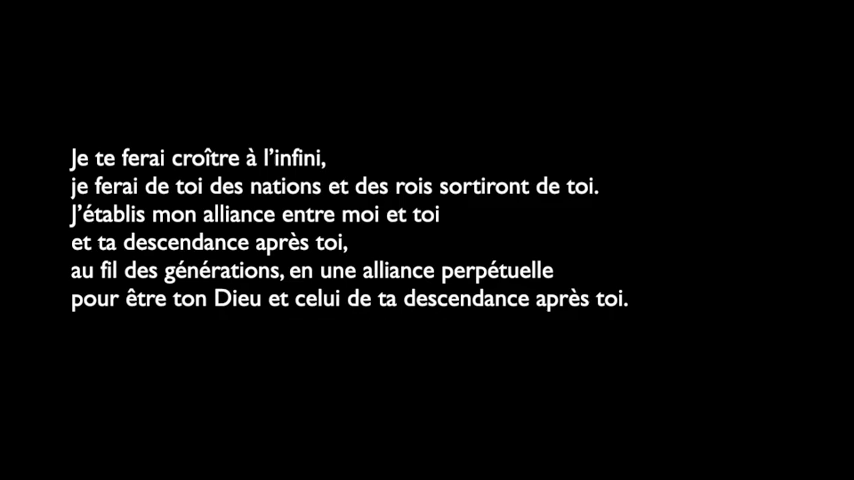 Je te ferai croître à l’infini,
je ferai de toi des nations et des rois sortiront de toi.
J’établis mon alliance entre moi et toi
et ta descendance après toi,
au fil des générations, en une alliance perpétuelle
pour être ton Dieu et celui de ta descendance après toi.